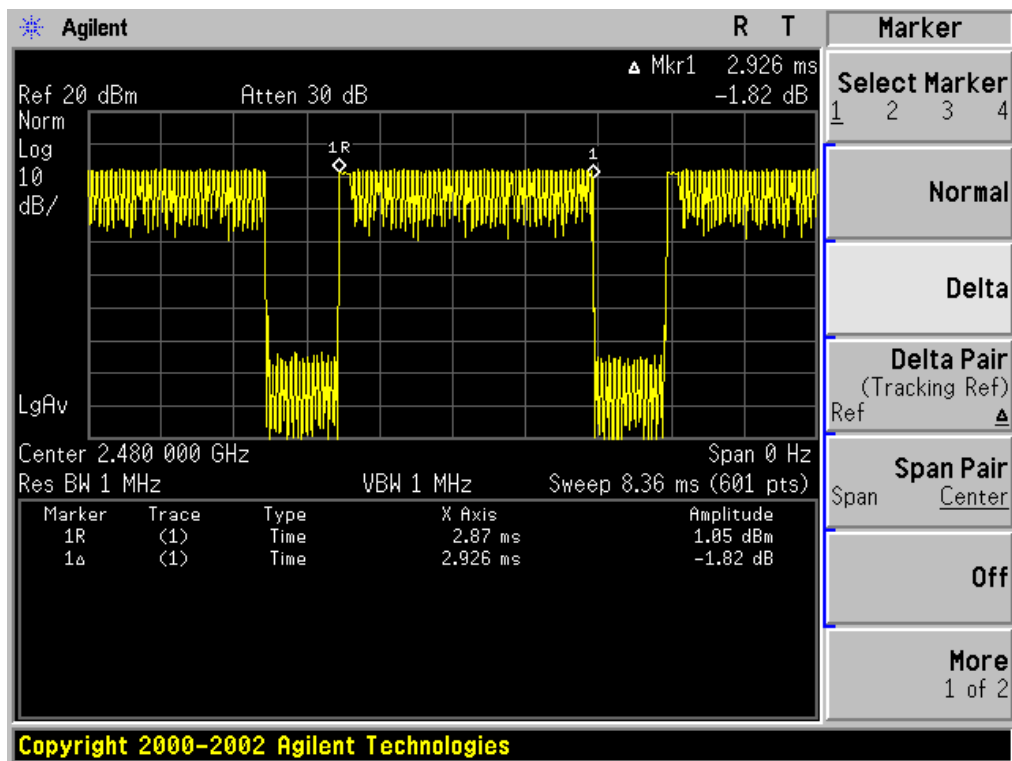 Agilent R T
Δ Mkr1 2.926 ms
Ref 20 dBm Atten 30 dB -1.82 dB
Norm
Log
10
dB/
1R
1
LgAv
Center 2.480 000 GHz Span 0 Hz
Res BW 1 MHz VBW 1 MHz Sweep 8.36 ms (601 pts)
Marker Trace Type X Axis Amplitude
1R (1) Time 2.87 ms 1.05 dBm
1Δ (1) Time 2.926 ms -1.82 dB
Marker
Select Marker
1 2 3 4
Normal
Delta
Delta Pair
(Tracking Ref)
Ref Δ
Span Pair
Span Center
Off
More
1 of 2
Copyright 2000-2002 Agilent Technologies